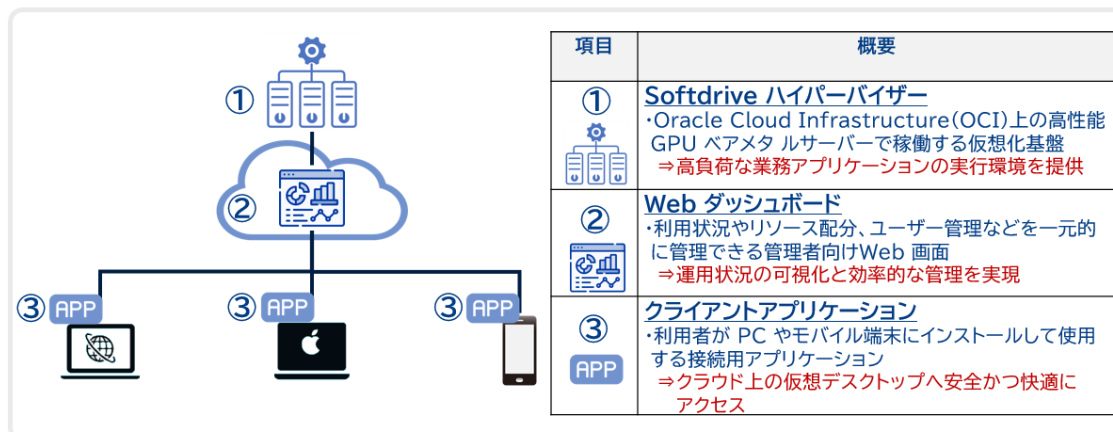 ①
②
③ APP
③ APP
③ APP
項目
概要
①
Softdrive ハイパーバイザー
・Oracle Cloud Infrastructure(OCI)上の高性能
GPU ベアメタ ルサーバーで稼働する仮想化基盤
⇒高負荷な業務アプリケーションの実行環境を提供
②
Web ダッシュボード
・利用状況やリソース配分、ユーザー管理などを一元的
に管理できる管理者向けWeb 画面
⇒運用状況の可視化と効率的な管理を実現
③
APP
クライアントアプリケーション
・利用者が PC やモバイル端末にインストールして使用
する接続用アプリケーション
⇒クラウド上の仮想デスクトップへ安全かつ快適に
アクセス